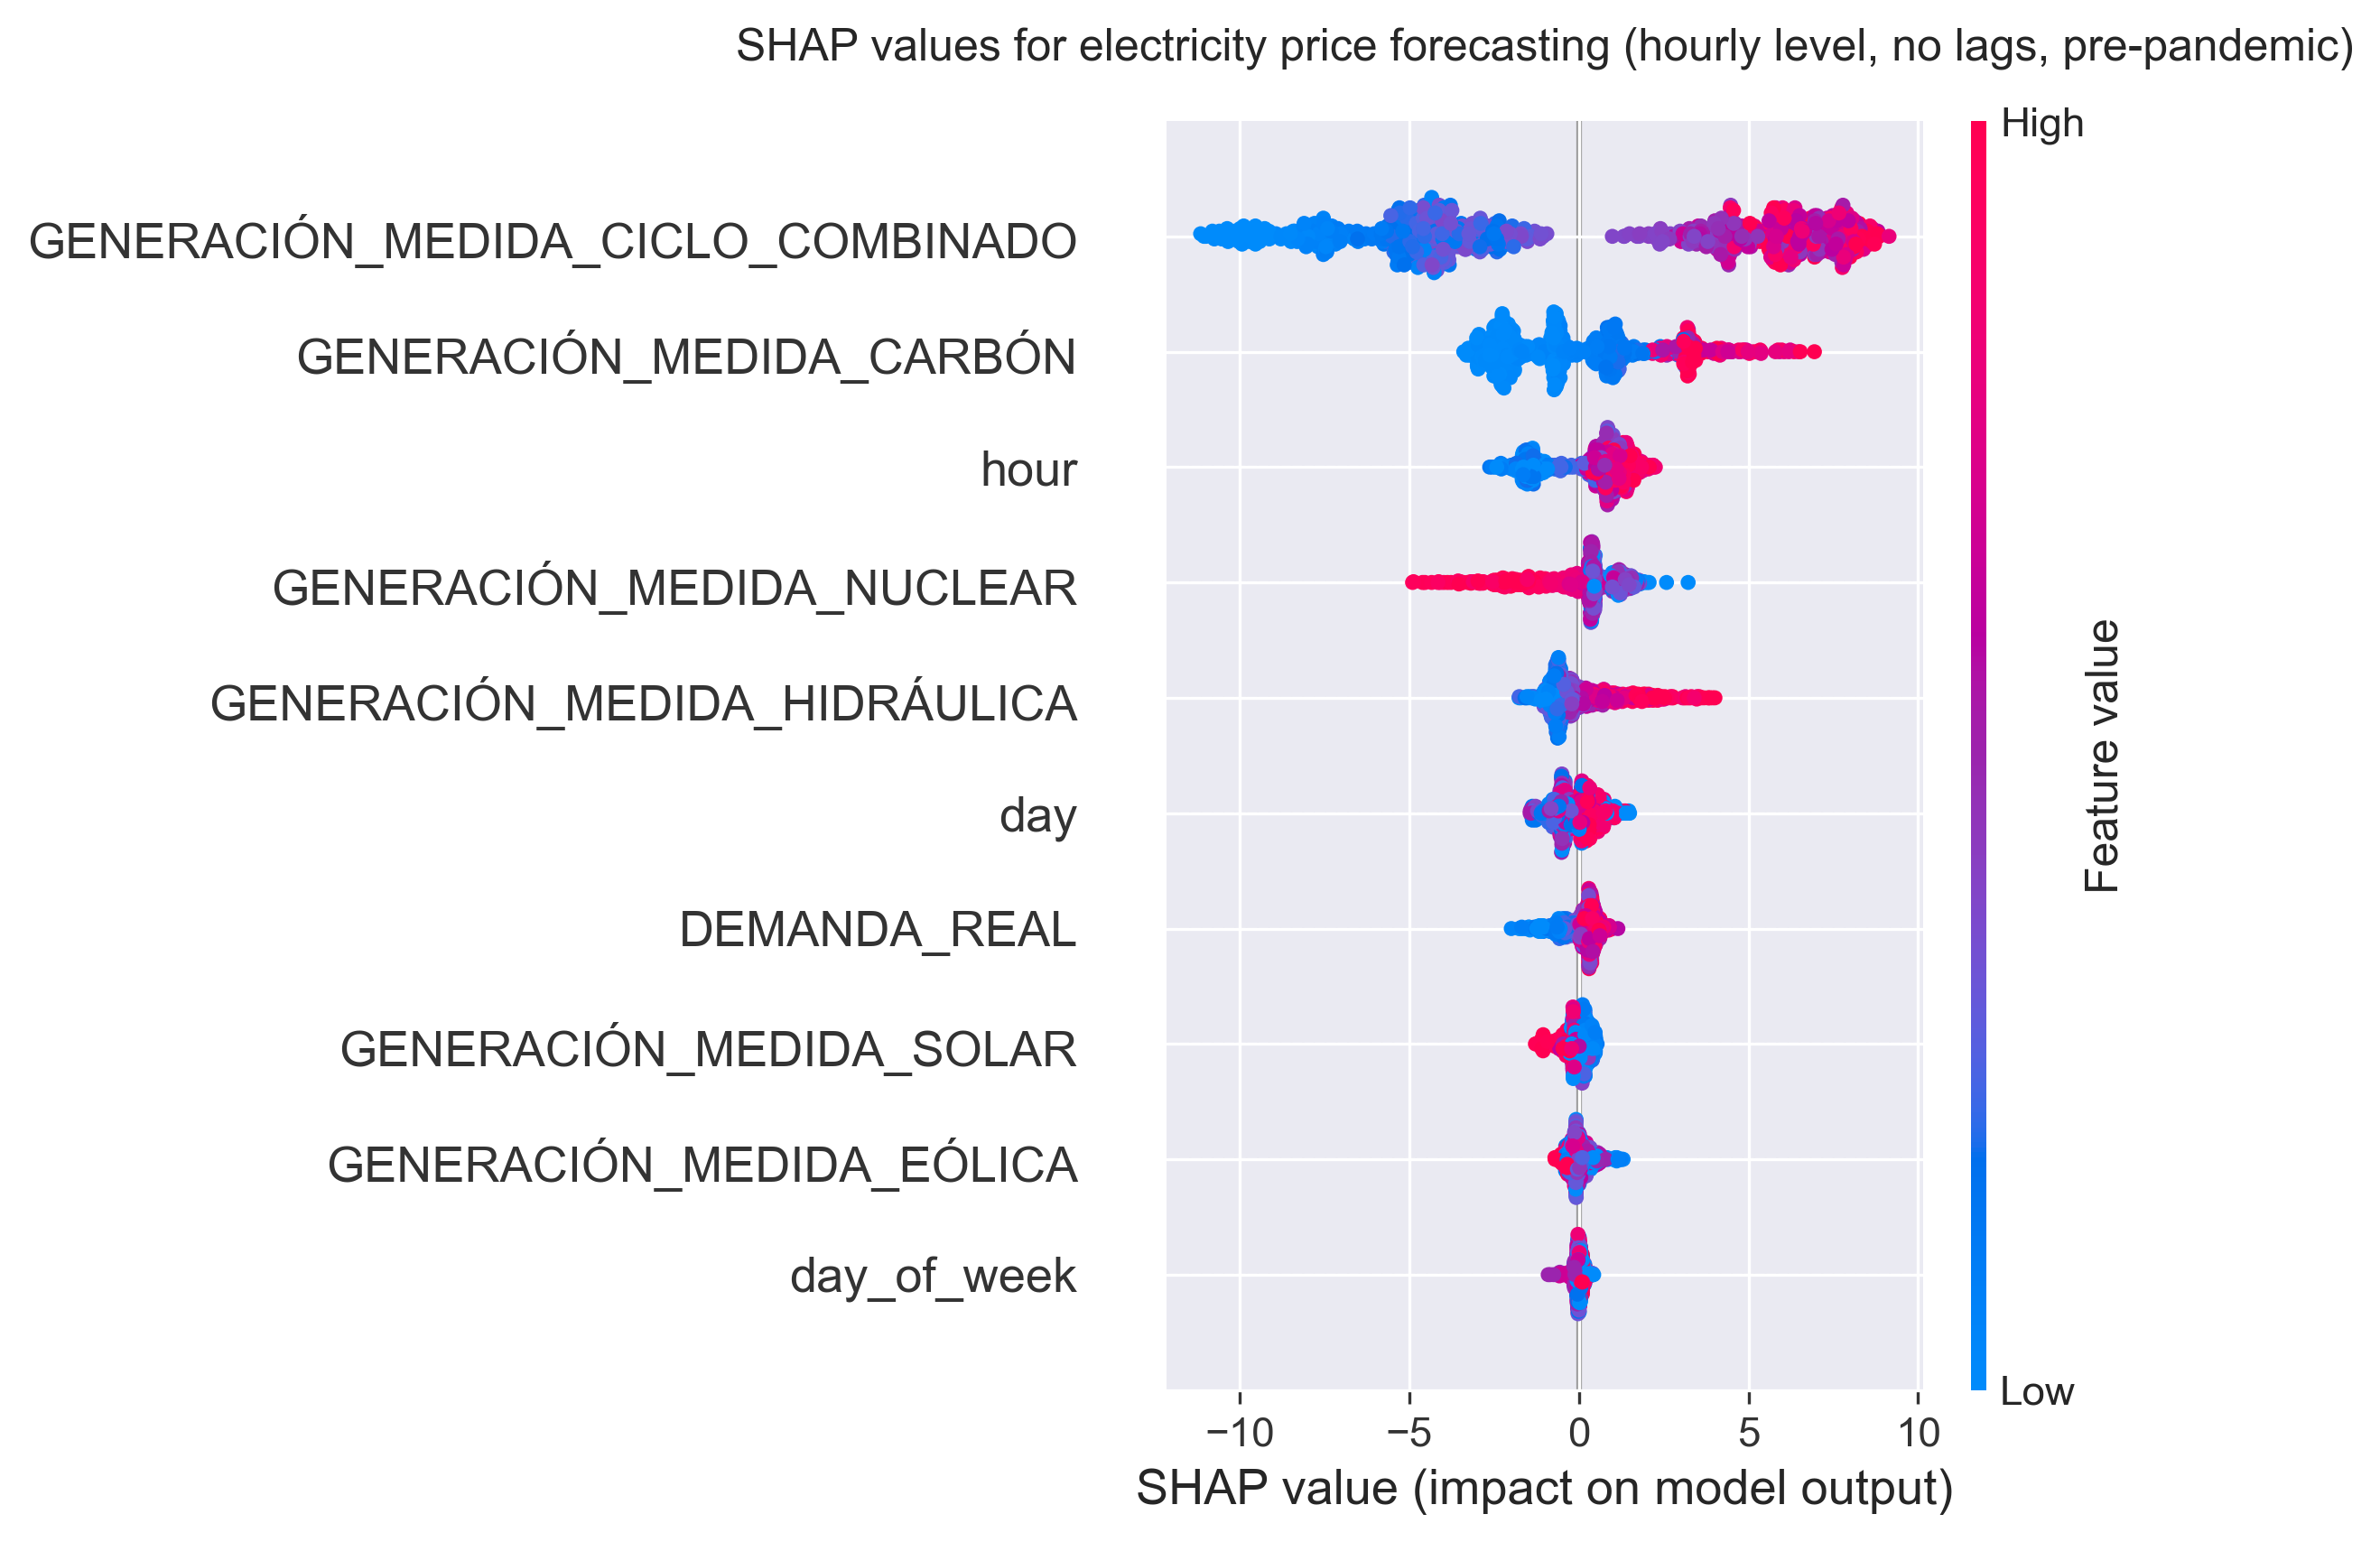 SHAP values for electricity price forecasting (hourly level, no lags, pre-pandemic)
High
GENERACIÓN_MEDIDA_CICLO_COMBINADO
GENERACIÓN_MEDIDA_CARBÓN
hour
GENERACIÓN_MEDIDA_NUCLEAR
GENERACIÓN_MEDIDA_HIDRÁULICA
day
DEMANDA_REAL
GENERACIÓN_MEDIDA_SOLAR
GENERACIÓN_MEDIDA_EÓLICA
day_of_week
Feature value
Low
−10 −5 0 5 10
SHAP value (impact on model output)